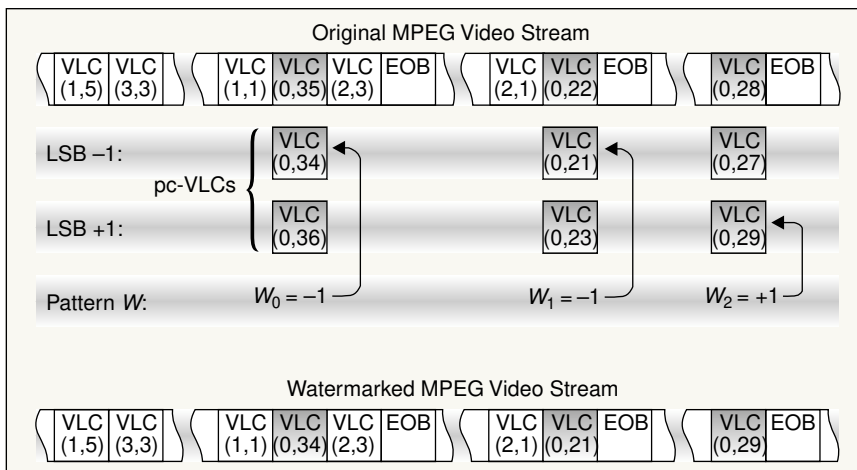 Original MPEG Video Stream
VLC VLC VLC VLC VLC EOB VLC VLC EOB VLC EOB
(1,5) (3,3) (1,1) (0,35) (2,3) (2,1) (0,22) (0,28)
VLC VLC VLC
LSB –1: (0,34) (0,21) (0,27)
pc-VLCs
VLC VLC VLC
LSB +1: (0,36) (0,23) (0,29)
Pattern W: W0 = –1 W1 = –1 W2 = +1
Watermarked MPEG Video Stream
VLC VLC VLC VLC VLC EOB VLC VLC EOB VLC EOB
(1,5) (3,3) (1,1) (0,34) (2,3) (2,1) (0,21) (0,29)